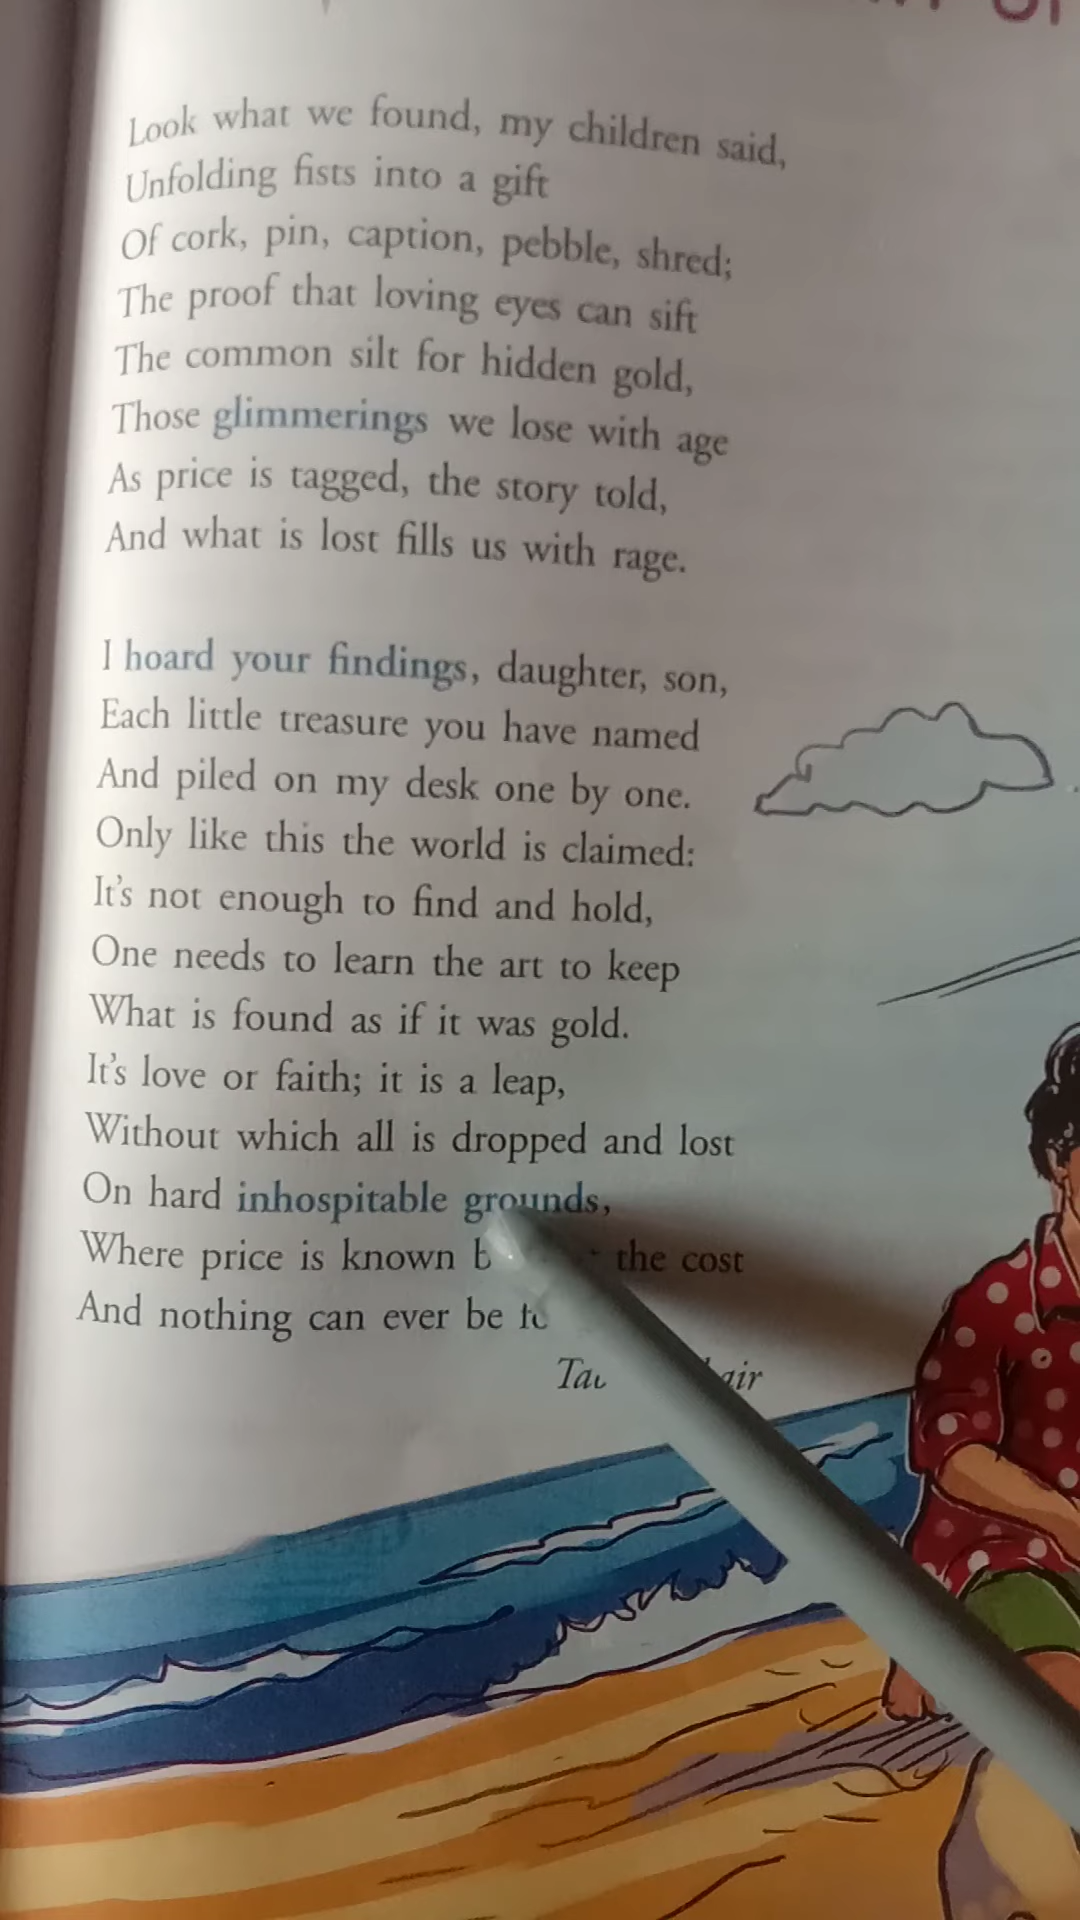 Look what we found, my children said,
Unfolding fists into a gift
Of cork, pin, caption, pebble, shred;
The proof that loving eyes can sift
The common silt for hidden gold,
Those glimmerings we lose with age
As price is tagged, the story told,
And what is lost fills us with rage.
I hoard your findings, daughter, son,
Each little treasure you have named
And piled on my desk one by one.
Only like this the world is claimed:
It's not enough to find and hold,
One needs to learn the art to keep
What is found as if it was gold.
It's love or faith; it is a leap,
Without which all is dropped and lost
On hard inhospitable grounds,
Where price is known the cost
And nothing can ever be